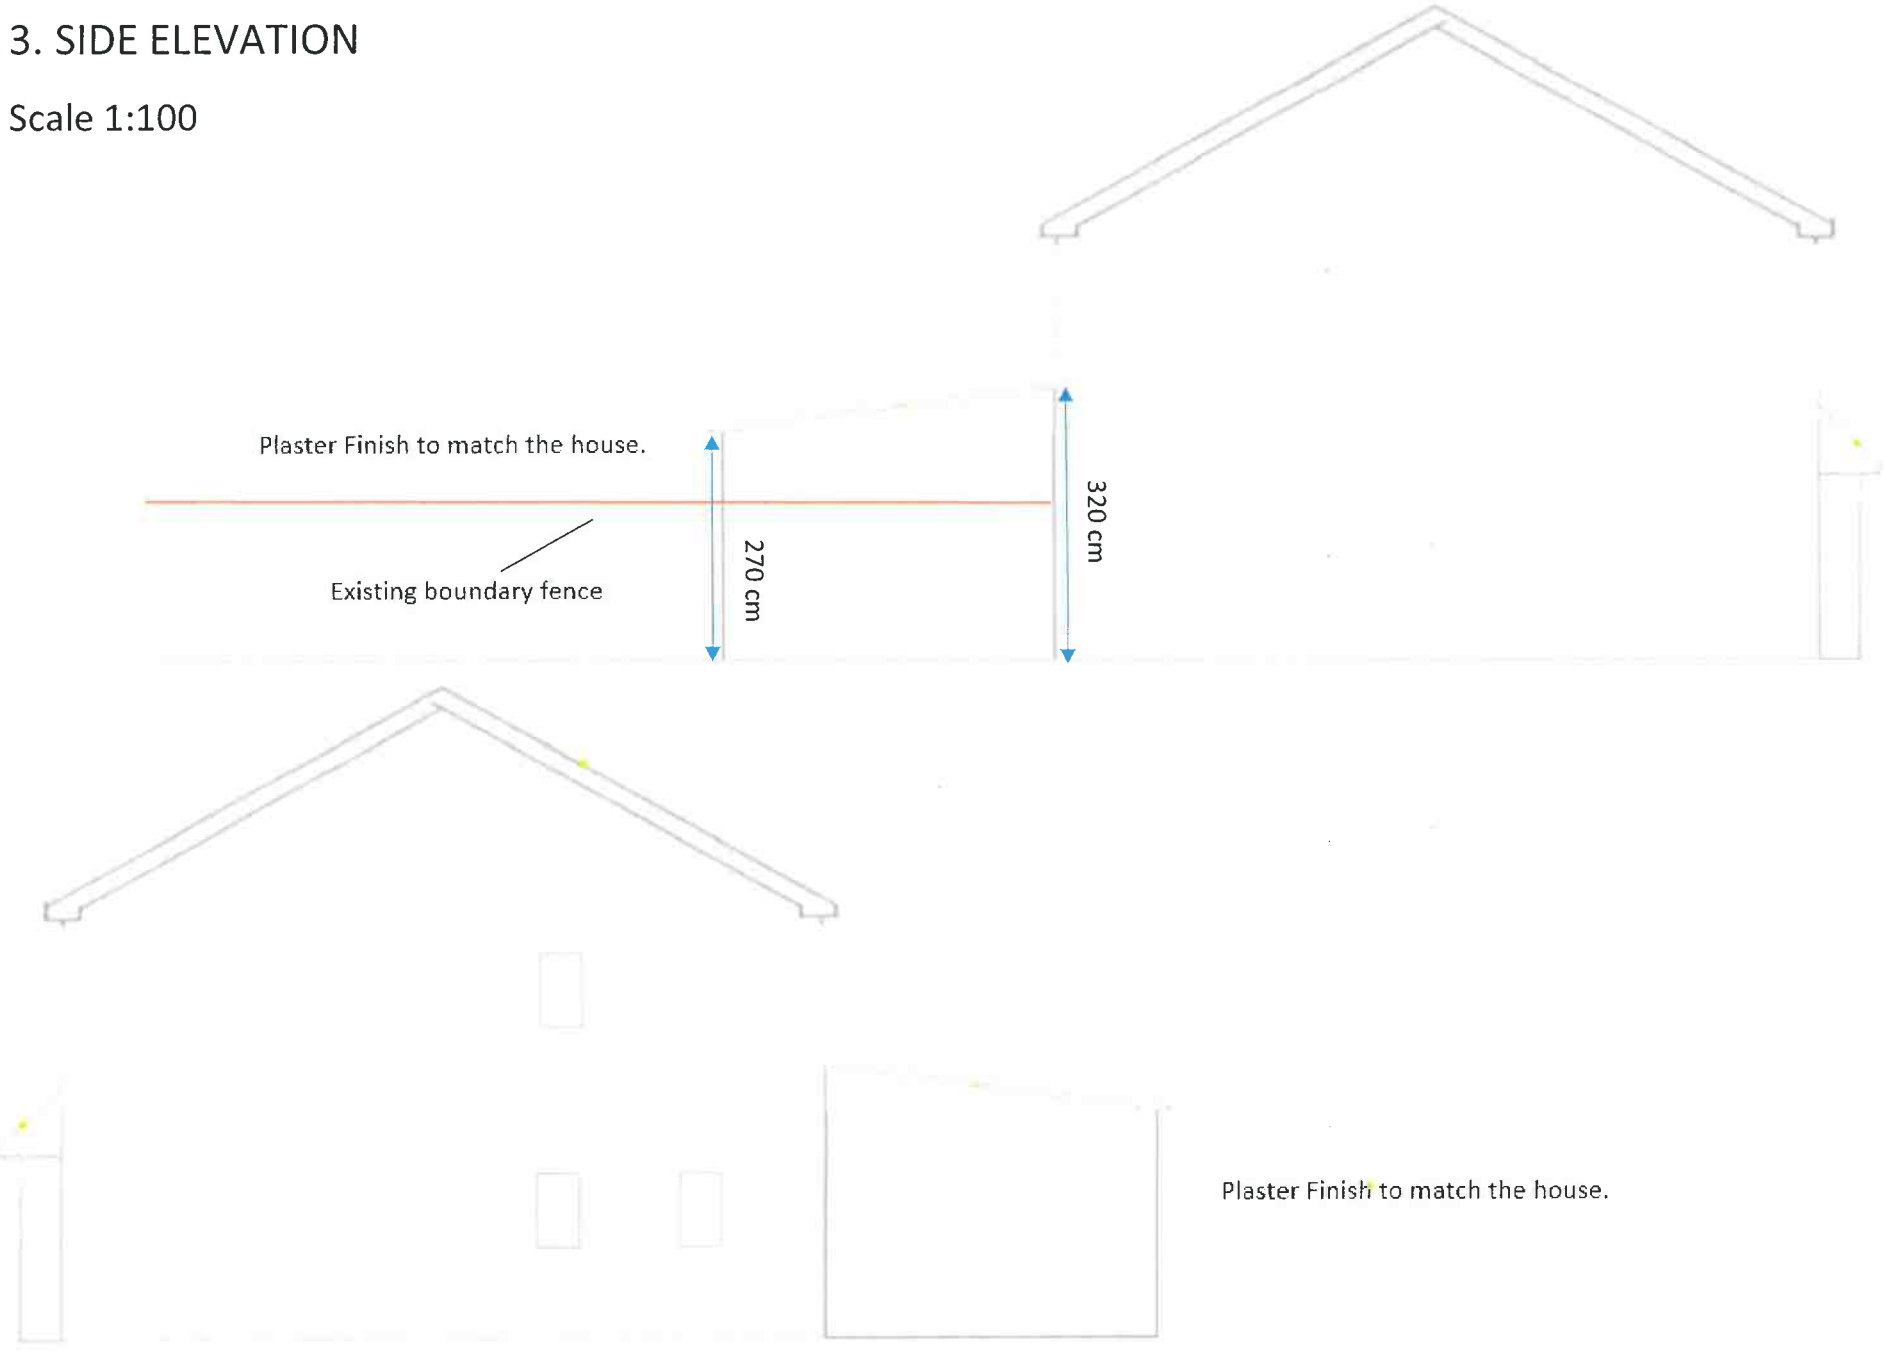 3. SIDE ELEVATION
Scale 1:100
Plaster Finish to match the house.
320 cm
270 cm
Existing boundary fence
Plaster Finish to match the house.